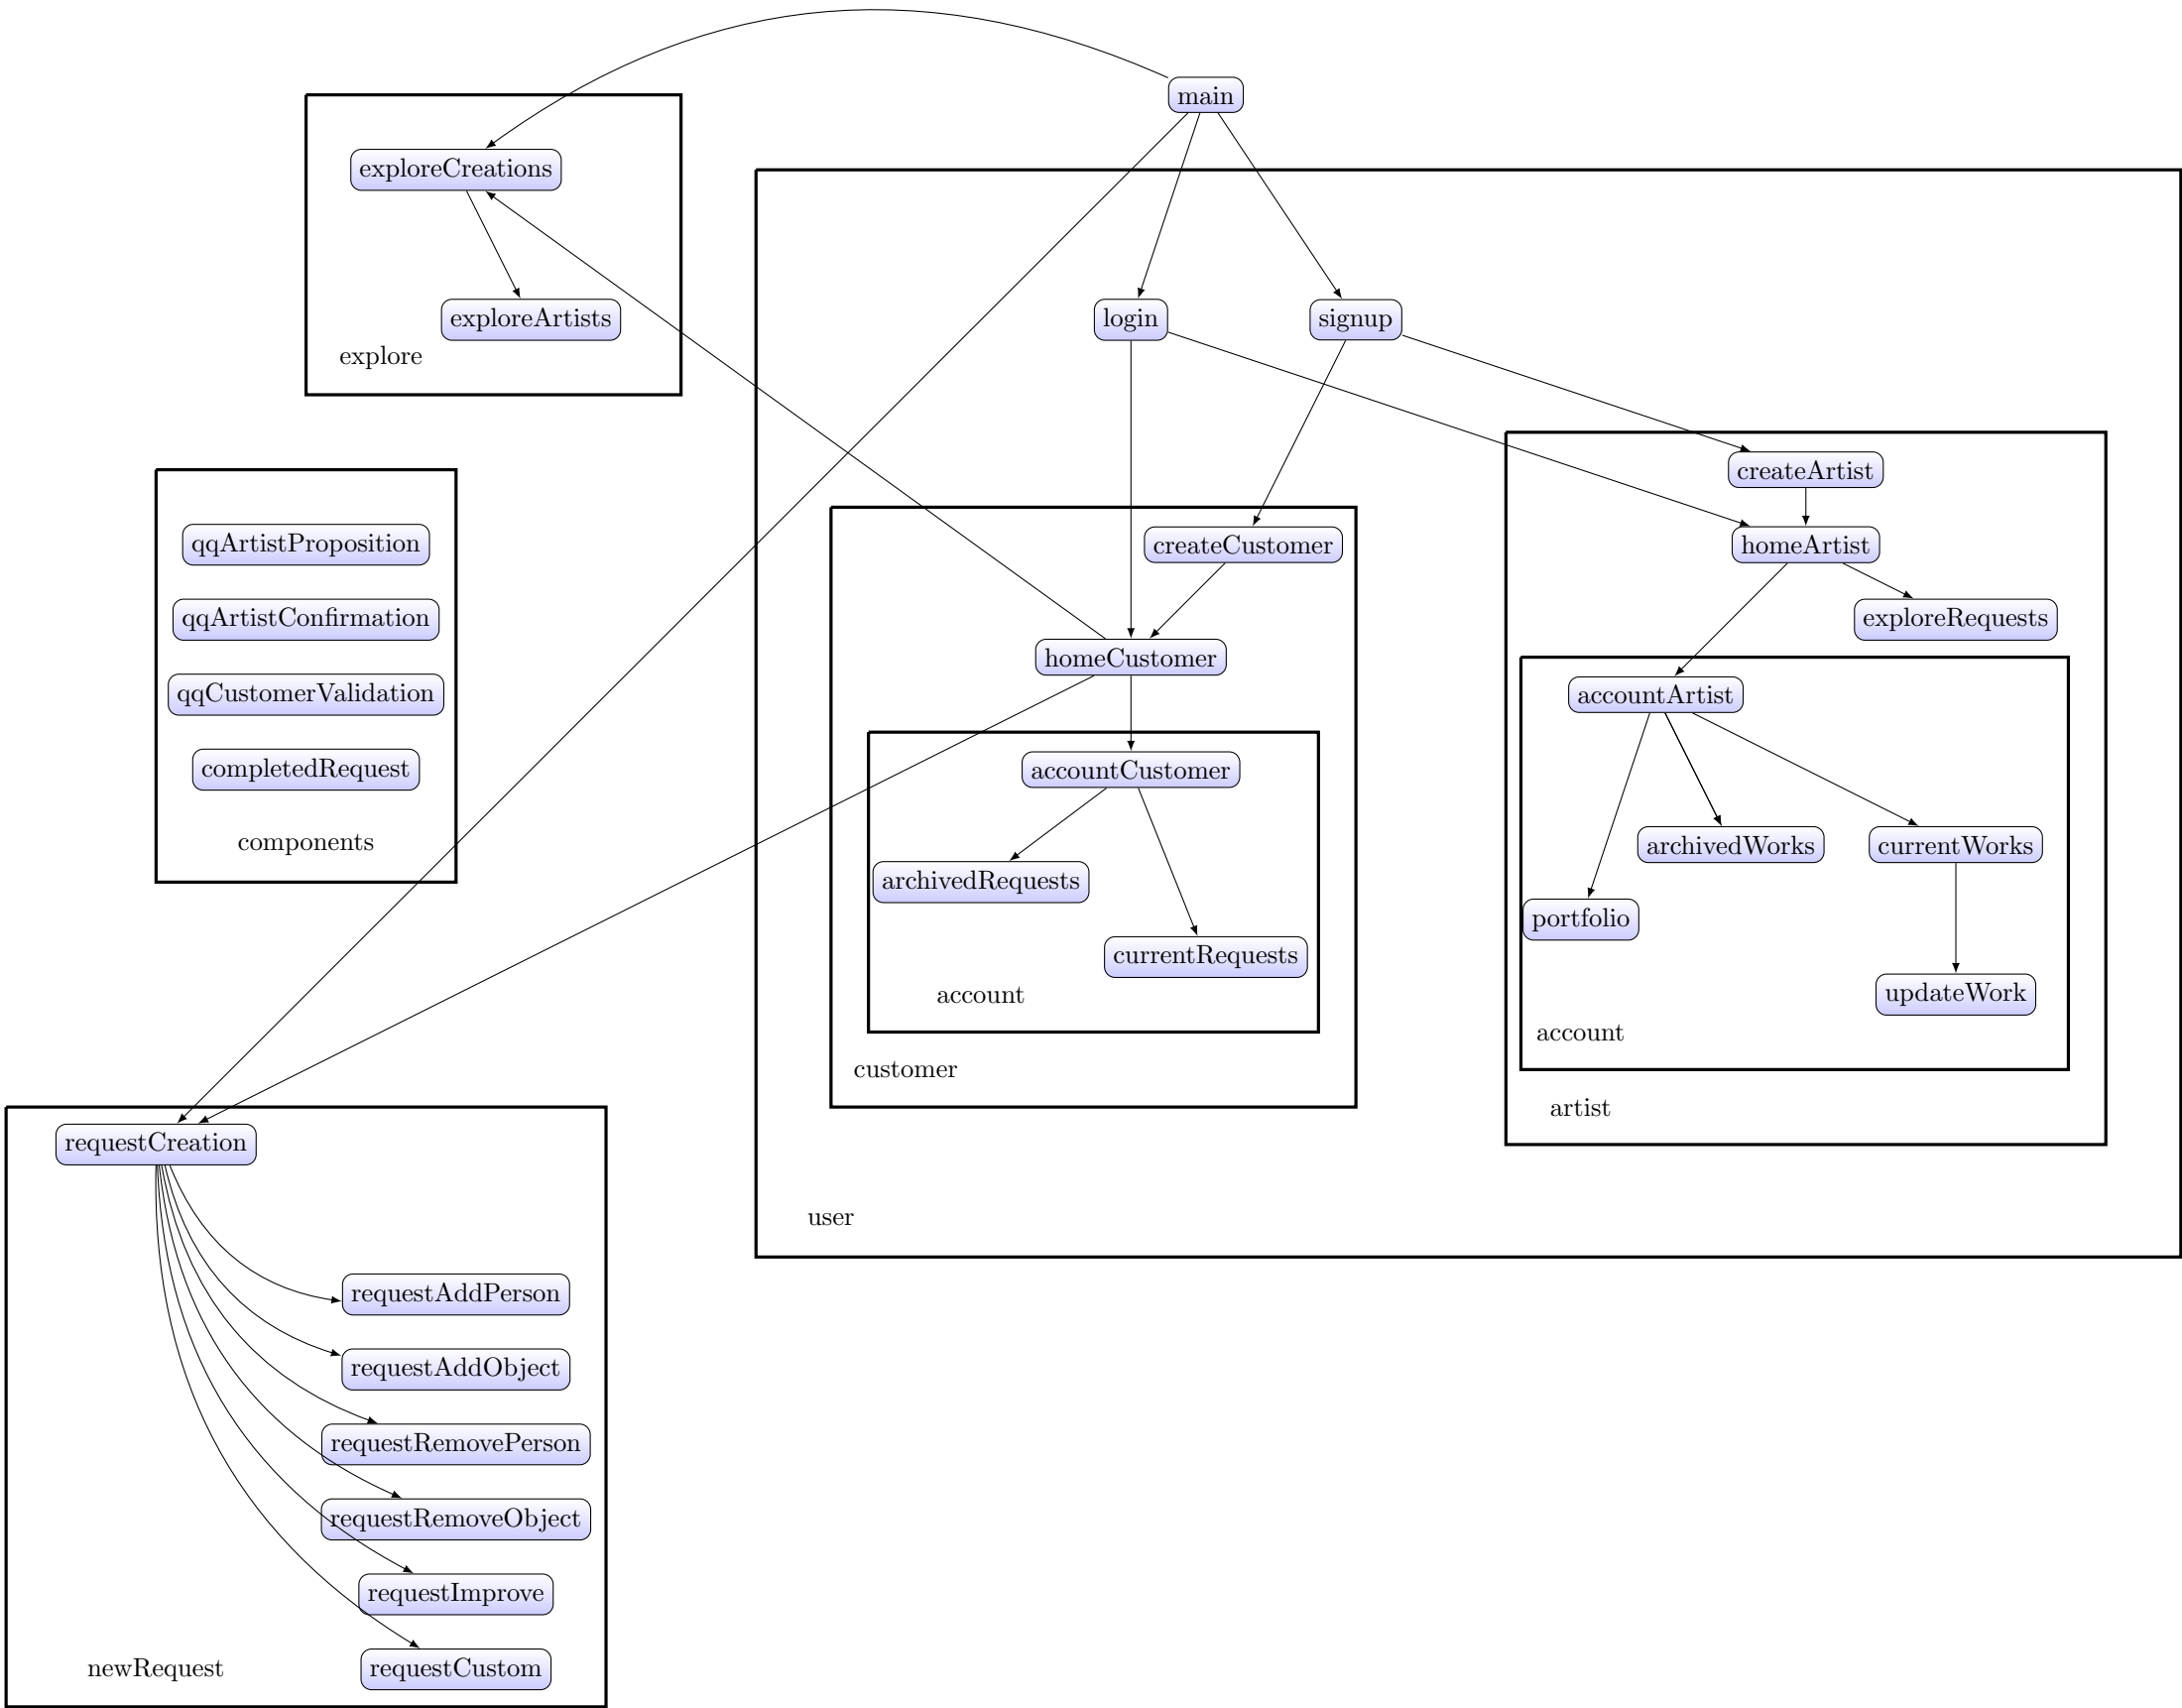 main
exploreCreations
exploreArtists
explore
login
signup
createArtist
homeArtist
exploreRequests
qqArtistProposition
qqArtistConfirmation
qqCustomerValidation
completedRequest
components
createCustomer
homeCustomer
accountCustomer
archivedRequests
currentRequests
account
customer
accountArtist
archivedWorks
currentWorks
portfolio
updateWork
account
artist
user
requestCreation
requestAddPerson
requestAddObject
requestRemovePerson
requestRemoveObject
requestImprove
requestCustom
newRequest